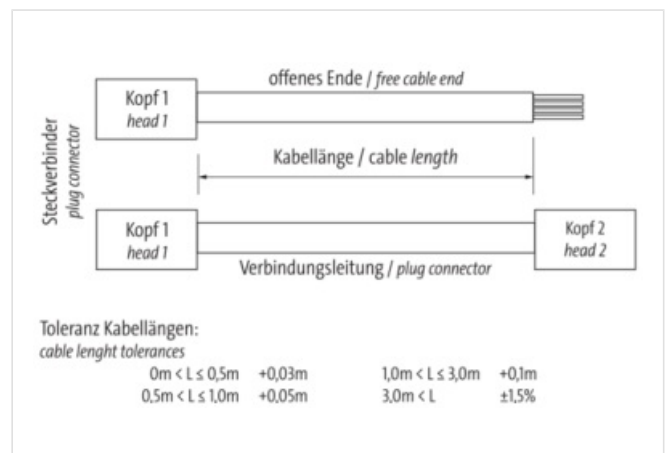 offenes Ende / free cable end
Kopf 1
head 1
Steckverbinder
plug connector
Kabellänge / cable length
Kopf 1
head 1
Kopf 2
head 2
Verbindungsleitung / plug connector
Toleranz Kabellängen:
cable lenght tolerances
0m < L ≤ 0,5m +0,03m 1,0m < L ≤ 3,0m +0,1m
0,5m < L ≤ 1,0m +0,05m 3,0m < L ±1,5%